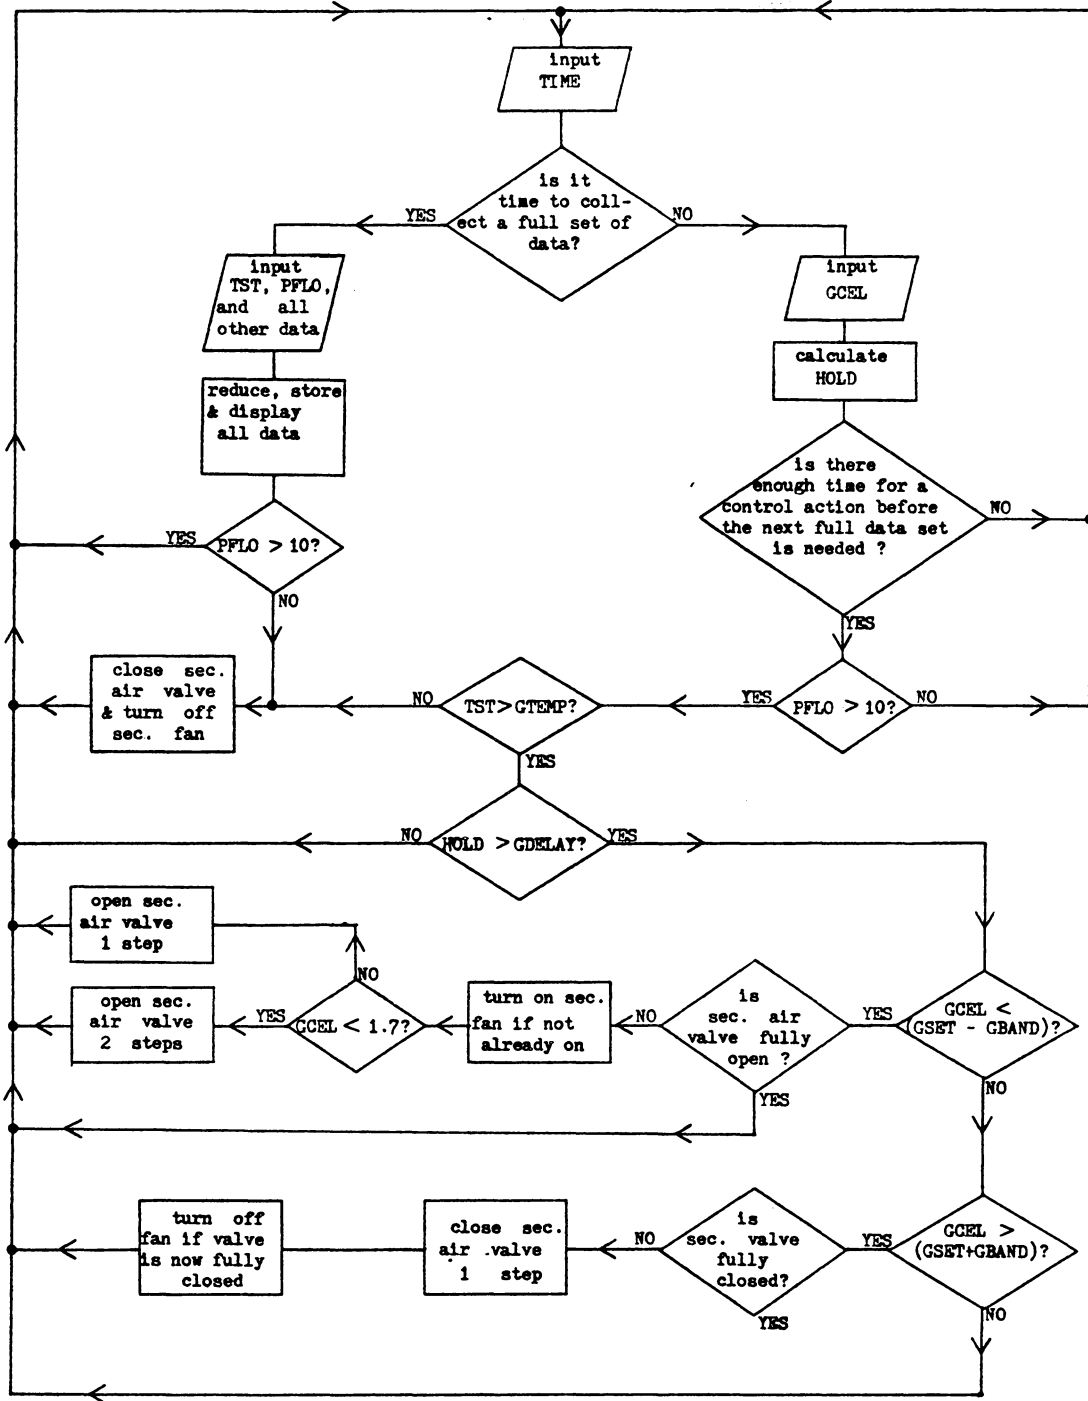 input
TIME
is it
time to coll-
ect a full set of
data?
YES
NO
input
TST, PFLO,
and all
other data
input
GCEL
reduce, store
& display
all data
calculate
HOLD
is there
enough time for a
control action before
the next full data set
is needed ?
NO
YES
PFLO > 10?
YES
NO
close sec.
air valve
& turn off
sec. fan
NO
TST>GTEMP?
YES
YES
PFLO > 10?
NO
NO
HOLD >GDELAY?
YES
open sec.
air valve
1 step
NO
open sec.
air valve
2 steps
YES
GCEL < 1.7?
turn on sec.
fan if not
already on
NO
is
sec. air
valve fully
open ?
YES
YES
GCEL <
(GSET - GBAND)?
NO
turn off
fan if valve
is now fully
closed
close sec.
air valve
1 step
NO
is
sec. valve
fully
closed?
YES
YES
GCEL >
(GSET+GBAND)?
NO